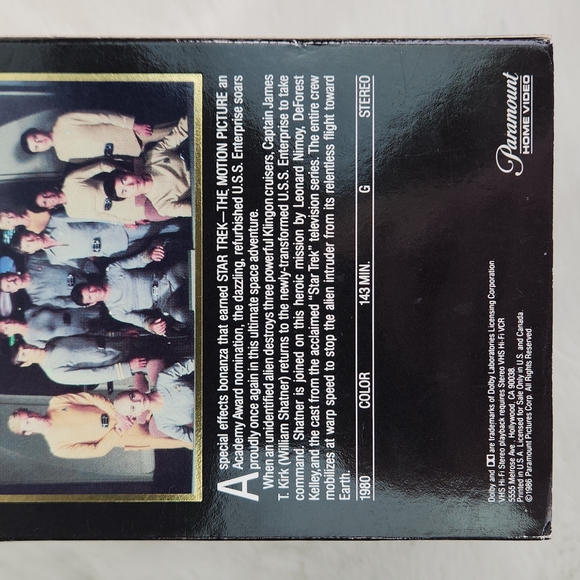 A special effects bonanza that earned STAR TREK—THE MOTION PICTURE an
Academy Award nomination, the dazzling, refurbished U.S.S. Enterprise soars
proudly once again in this ultimate space adventure.
When an unidentified alien destroys three powerful Klingon cruisers, Captain James
T. Kirk (William Shatner) returns to the newly-transformed U.S.S. Enterprise to take
command. Shatner is joined on this heroic mission by Leonard Nimoy, DeForest
Kelley, and the cast from the acclaimed "Star Trek" television series. The entire crew
mobilizes at warp speed to stop the alien intruder from its relentless flight toward
Earth.
1980 COLOR 143 MIN. G STEREO
Dolby and are trademarks of Dolby Laboratories Licensing Corporation
VHS Hi-Fi Stereo playback requires Stereo VHS Hi-Fi VCR
5555 Melrose Ave., Hollywood, CA 90038
Printed in U.S.A. Licensed for Sale Only in U.S. and Canada.
©1986 Paramount Pictures Corp. All Rights Reserved
Paramount
HOME VIDEO